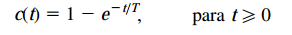 c(t) = 1 − e^{−t/T}, para t ≥ 0